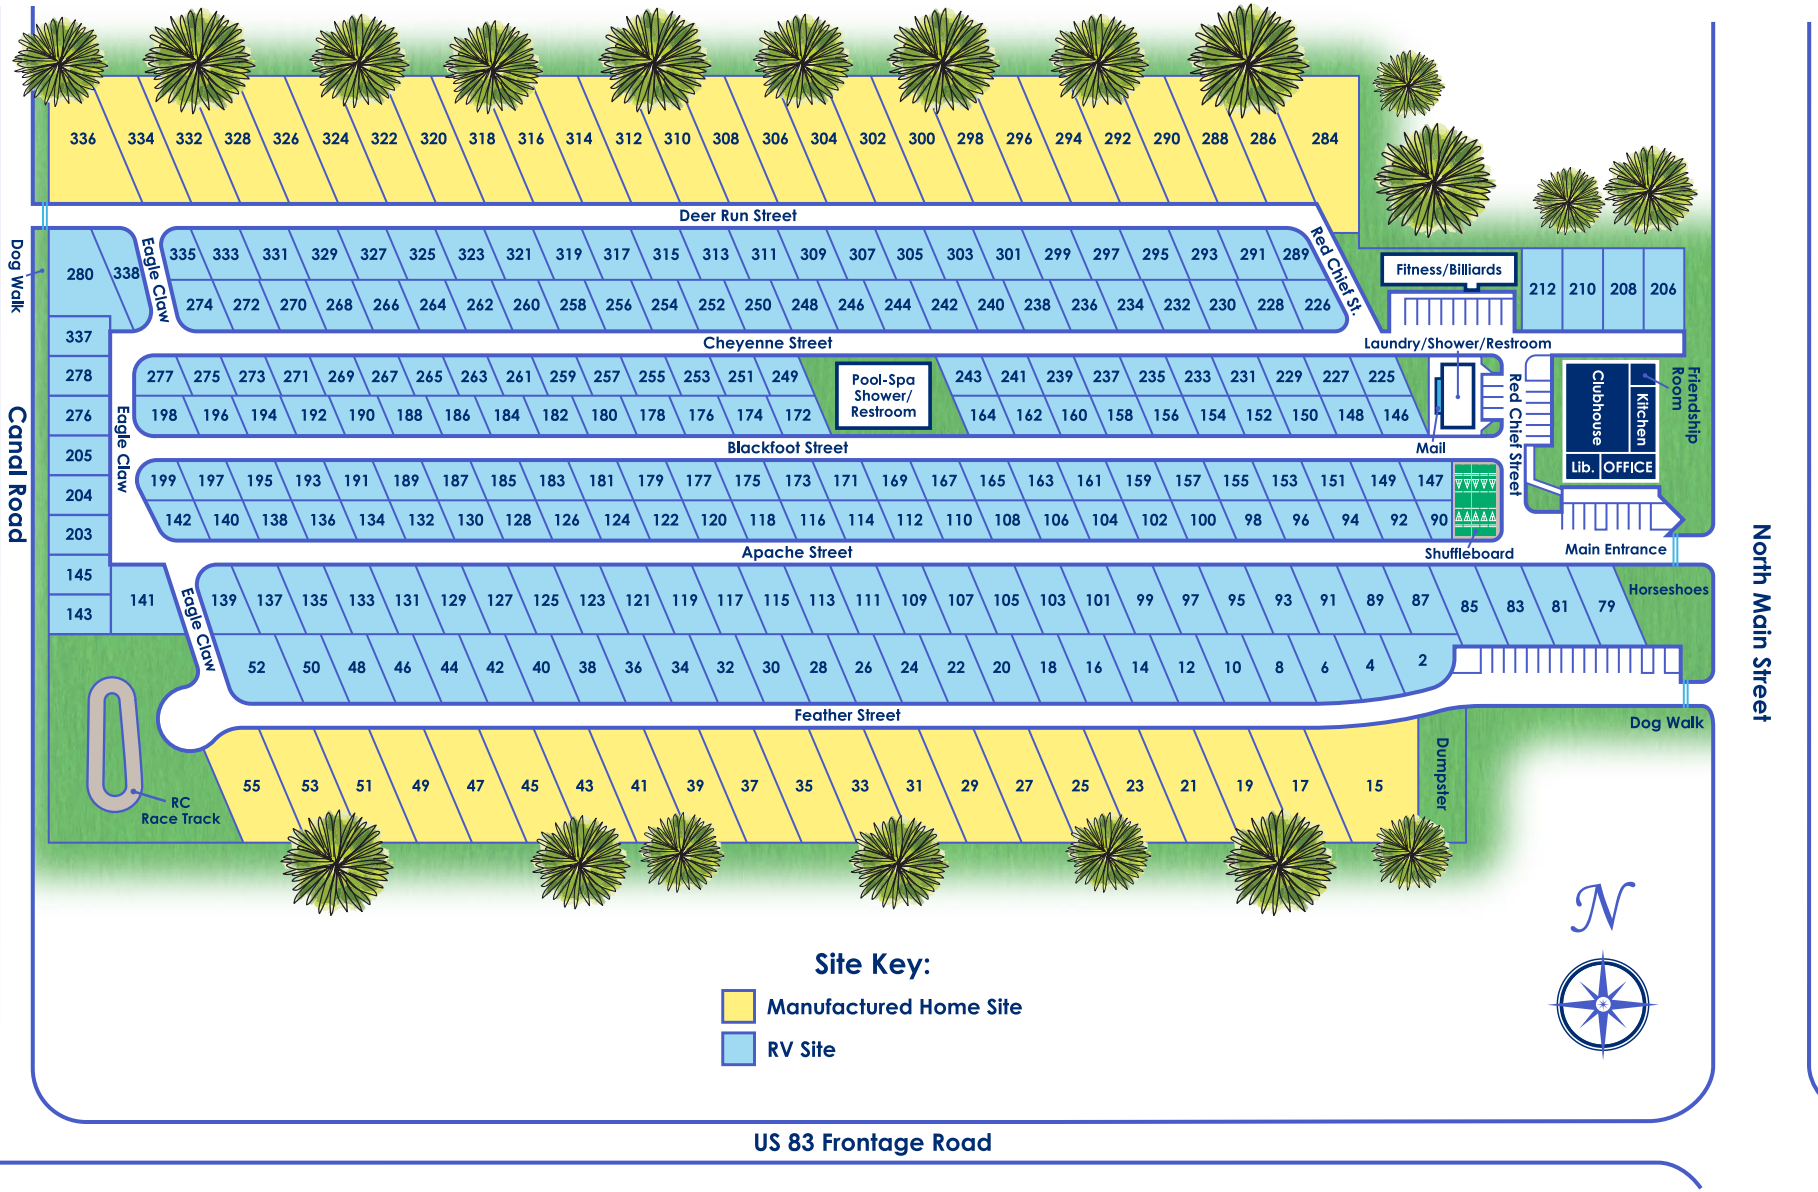 336 334 332 328 326 324 322 320 318 316 314 312 310 308 306 304 302 300 298 296 294 292 290 288 286 284
Deer Run Street
Dog Walk
280 338
Eagle Claw
335 333 331 329 327 325 323 321 319 317 315 313 311 309 307 305 303 301 299 297 295 293 291 289
Red Chief St.
274 272 270 268 266 264 262 260 258 256 254 252 250 248 246 244 242 240 238 236 234 232 230 228 226
Fitness/Billiards
212 210 208 206
Cheyenne Street
Laundry/Shower/Restroom
337
278
276
205
204
203
145
143
141
Canal Road
Eagle Claw
277 275 273 271 269 267 265 263 261 259 257 255 253 251 249
Pool-Spa
Shower/
Restroom
243 241 239 237 235 233 231 229 227 225
198 196 194 192 190 188 186 184 182 180 178 176 174 172
164 162 160 158 156 154 152 150 148 146
Mail
Red Chief Street
Clubhouse
Kitchen
Friendship
Room
Lib. OFFICE
Blackfoot Street
199 197 195 193 191 189 187 185 183 181 179 177 175 173 171 169 167 165 163 161 159 157 155 153 151 149 147
142 140 138 136 134 132 130 128 126 124 122 120 118 116 114 112 110 108 106 104 102 100 98 96 94 92 90
Apache Street
Shuffleboard
Main Entrance
North Main Street
Eagle Claw
139 137 135 133 131 129 127 125 123 121 119 117 115 113 111 109 107 105 103 101 99 97 95 93 91 89 87 85 83 81 79
Horseshoes
52 50 48 46 44 42 40 38 36 34 32 30 28 26 24 22 20 18 16 14 12 10 8 6 4 2
Feather Street
Dog Walk
55 53 51 49 47 45 43 41 39 37 35 33 31 29 27 25 23 21 19 17 15
Dumpster
RC
Race Track
N
Site Key:
Manufactured Home Site
RV Site
US 83 Frontage Road